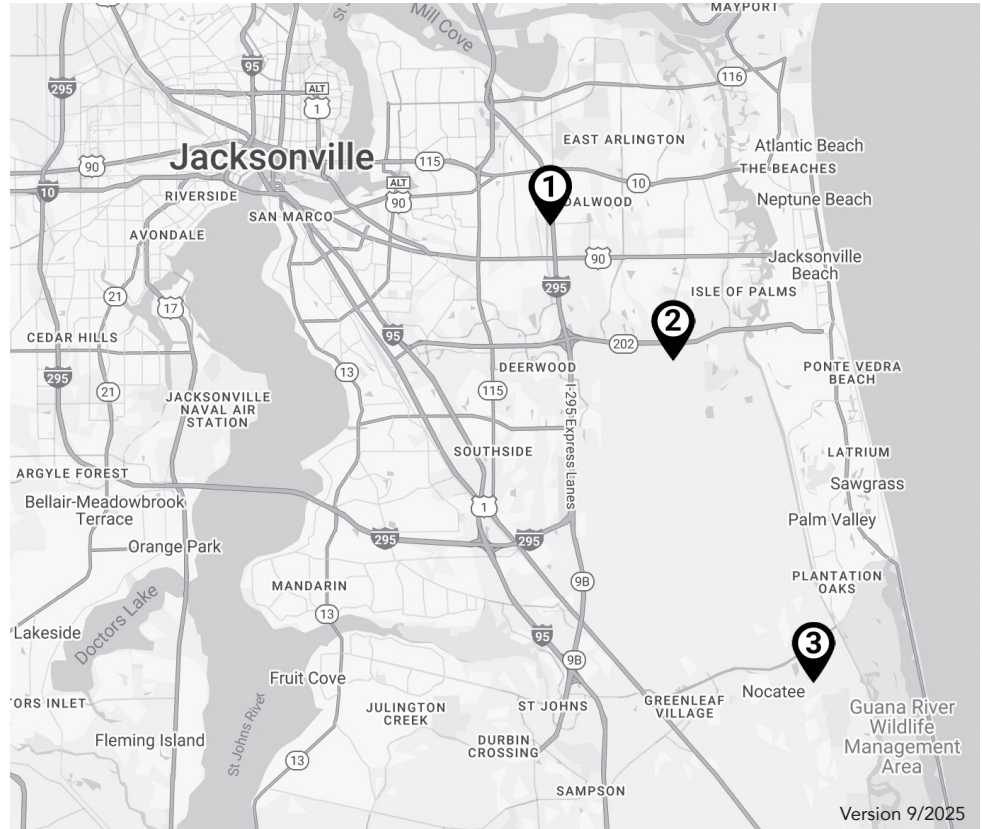 MAYPORT
St-
Mill Cove
95
295
116
ALT
1
EAST ARLINGTON
Atlantic Beach
Jacksonville
115
THE BEACHES
90
10
ALT
90
10
1
DALWOOD
RIVERSIDE
Neptune Beach
SAN MARCO
AVONDALE
90
Jacksonville
Beach
295
ISLE OF PALMS
21
17
2
95
202
CEDAR HILLS
DEERWOOD
PONTE VEDRA
BEACH
13
295
21
115
JACKSONVILLE
NAVAL AIR
STATION
I-295 Express Lanes
SOUTHSIDE
LATRIUM
ARGYLE FOREST
Sawgrass
Bellair-Meadowbrook
Terrace
1
Palm Valley
295
295
Orange Park
PLANTATION
OAKS
9B
MANDARIN
13
Doctors Lake
Lakeside
95
3
9B
Fruit Cove
Nocatee
TORS INLET
JULINGTON
CREEK
ST JOHNS
GREENLEAF
VILLAGE
Guana River
Wildlife
Management
Area
St Johns River
Fleming Island
DURBIN
CROSSING
13
SAMPSON
Version 9/2025